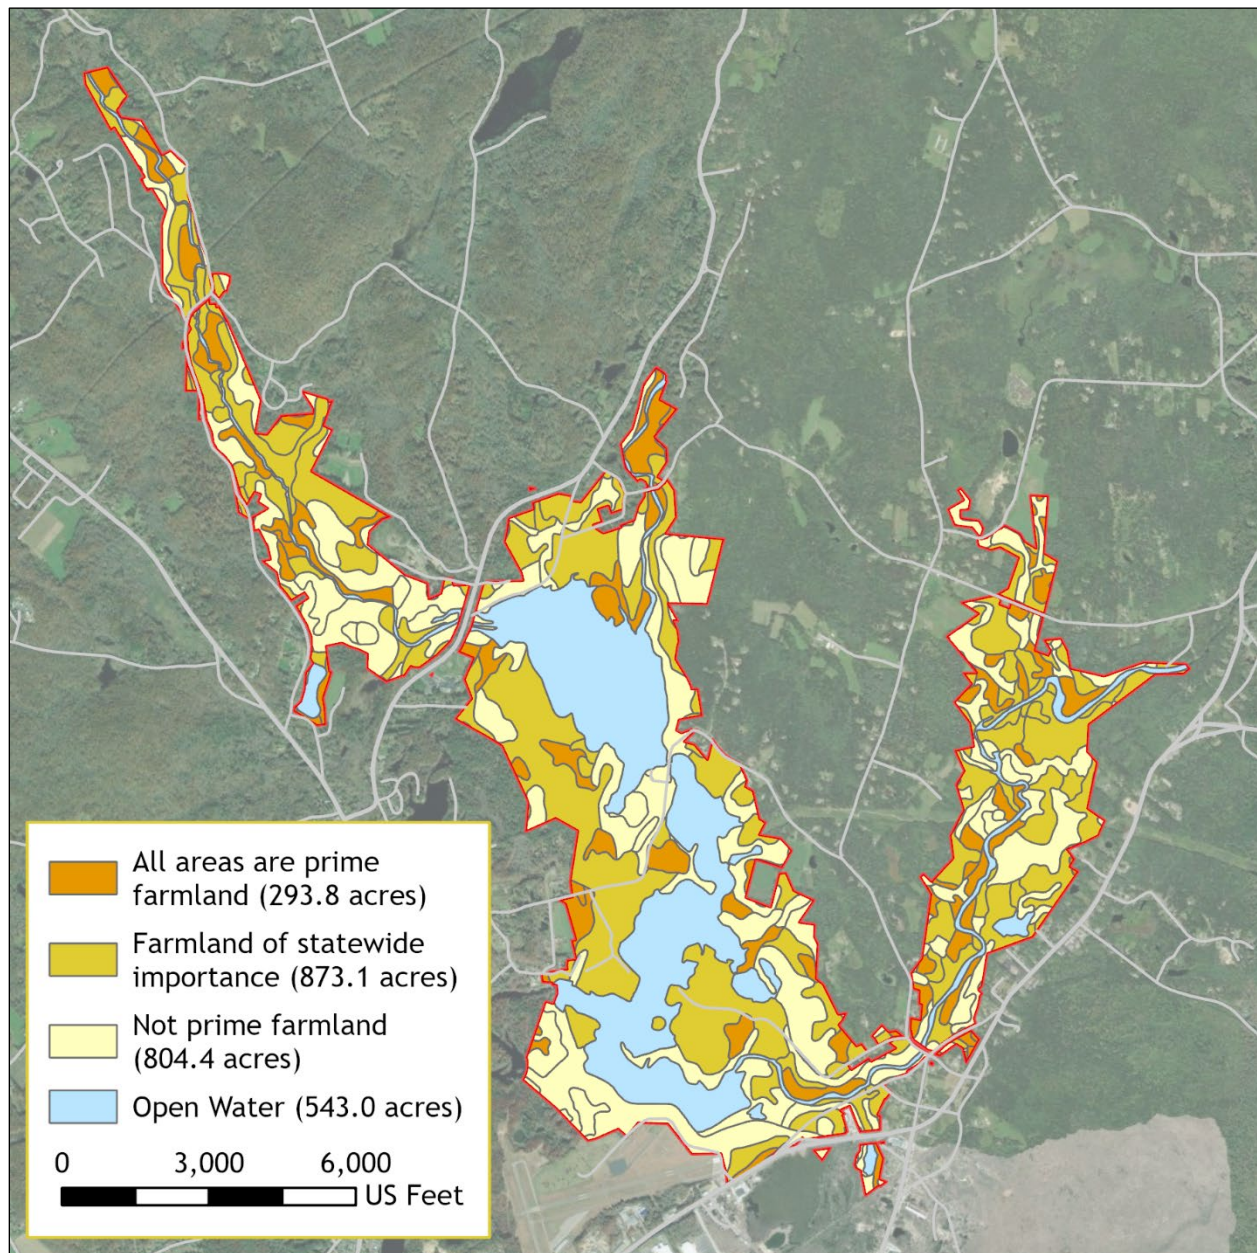 All areas are prime
farmland (293.8 acres)
Farmland of statewide
importance (873.1 acres)
Not prime farmland
(804.4 acres)
Open Water (543.0 acres)
0 3,000 6,000
US Feet